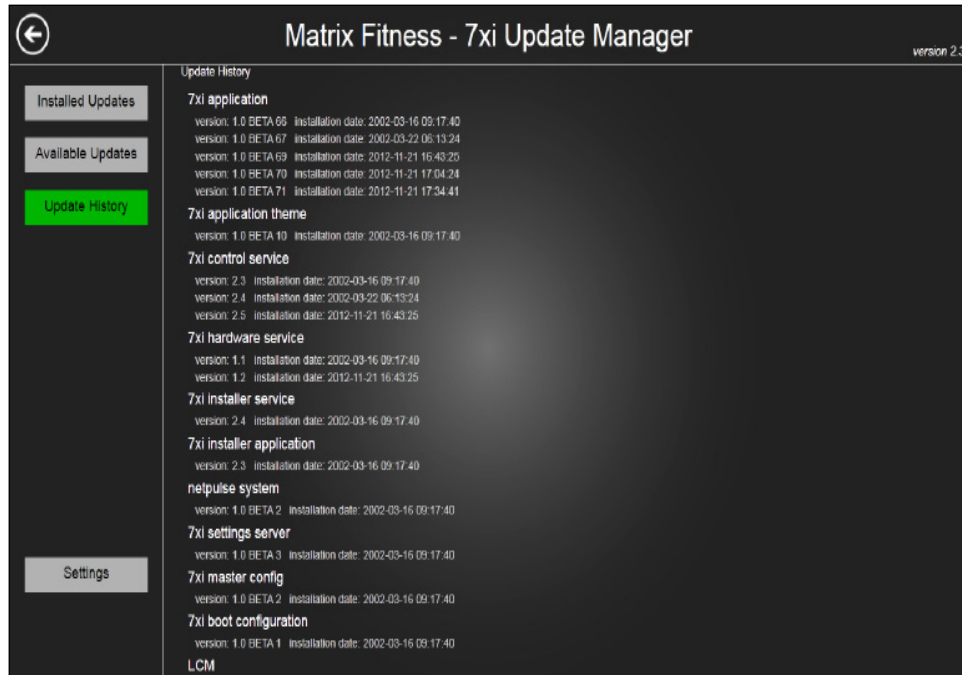 Matrix Fitness - 7xi Update Manager
version 2.3
Installed Updates
Available Updates
Update History
Settings
Update History
7xi application
version: 1.0 BETA 66 installation date: 2002-03-16 09:17:40
version: 1.0 BETA 67 installation date: 2002-03-22 06:13:24
version: 1.0 BETA 69 installation date: 2012-11-21 16:43:25
version: 1.0 BETA 70 installation date: 2012-11-21 17:04:24
version: 1.0 BETA 71 installation date: 2012-11-21 17:34:41
7xi application theme
version: 1.0 BETA 10 installation date: 2002-03-16 09:17:40
7xi control service
version: 2.3 installation date: 2002-03-16 09:17:40
version: 2.4 installation date: 2002-03-22 06:13:24
version: 2.5 installation date: 2012-11-21 16:43:25
7xi hardware service
version: 1.1 installation date: 2002-03-16 09:17:40
version: 1.2 installation date: 2012-11-21 16:43:25
7xi installer service
version: 2.4 installation date: 2002-03-16 09:17:40
7xi installer application
version: 2.3 installation date: 2002-03-16 09:17:40
netpulse system
version: 1.0 BETA 2 installation date: 2002-03-16 09:17:40
7xi settings server
version: 1.0 BETA 3 installation date: 2002-03-16 09:17:40
7xi master config
version: 1.0 BETA 2 installation date: 2002-03-16 09:17:40
7xi boot configuration
version: 1.0 BETA 1 installation date: 2002-03-16 09:17:40
LCM